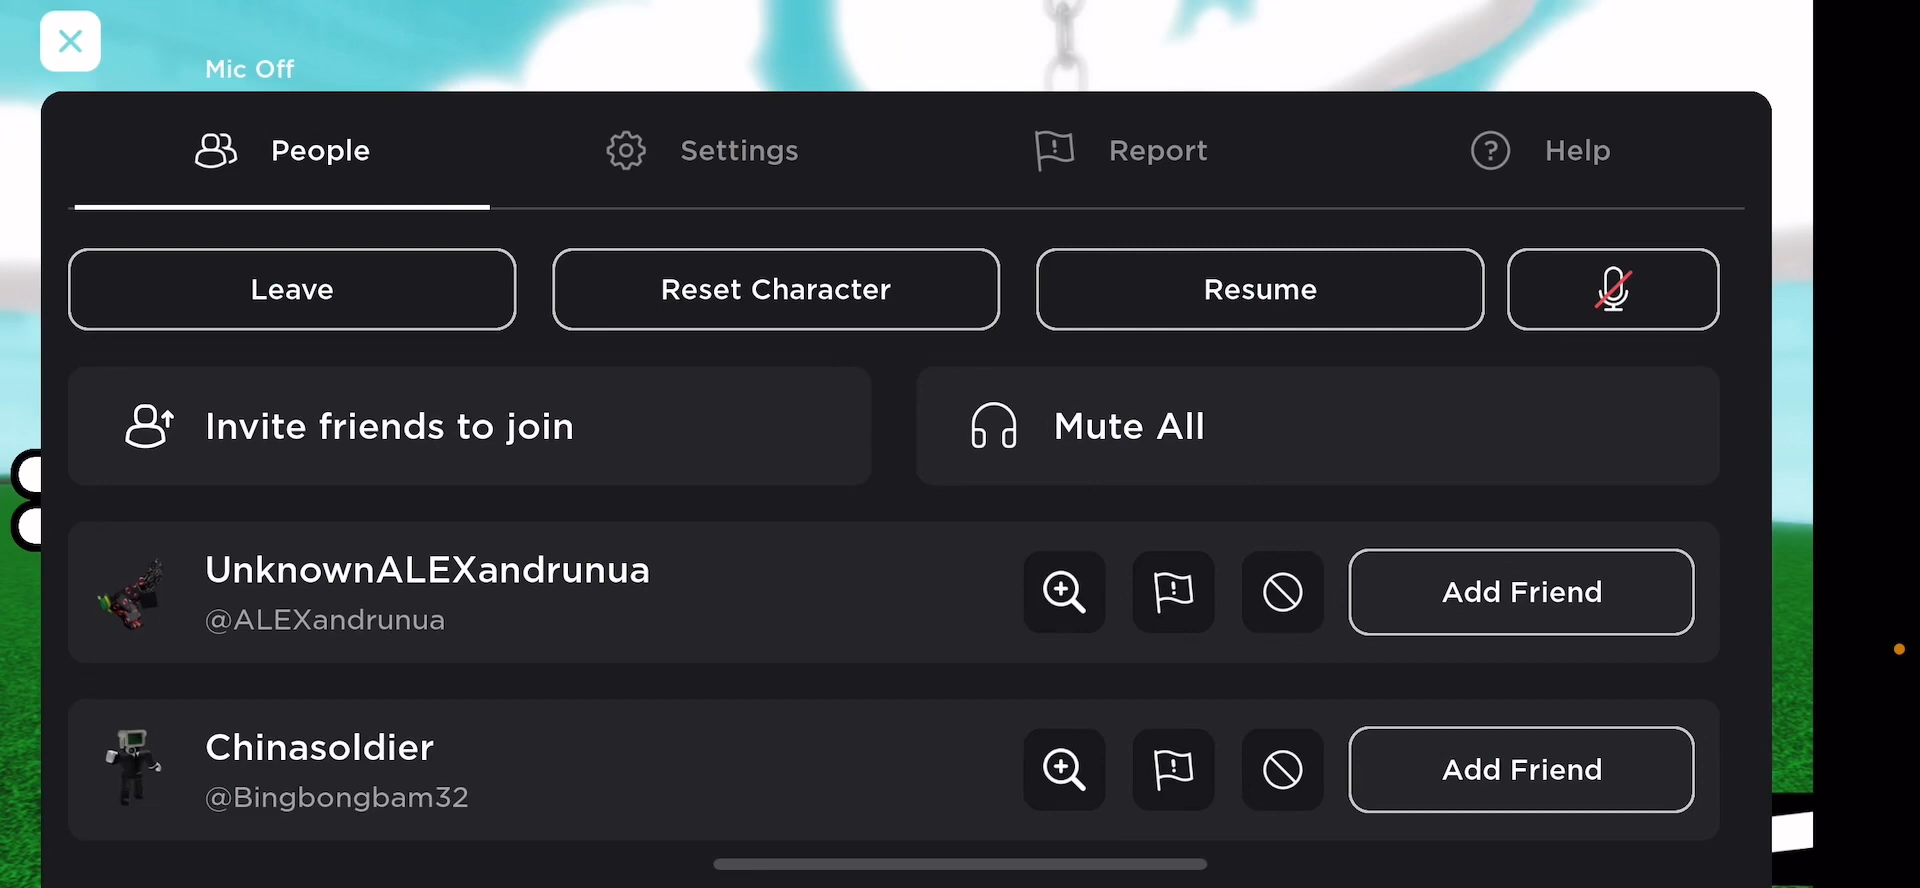 Mic Off
People
Settings
Report
Help
Leave
Reset Character
Resume
Invite friends to join
Mute All
UnknownALEXandrunua
@ALEXandrunua
Add Friend
Chinasoldier
@Bingbongbam32
Add Friend